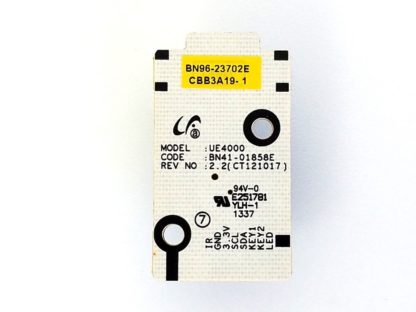 BN96-23702E
CBB3A19- 1
MODEL :UE4000
CODE :BN41-01858E
REV NO :2.2(CT121017)
94V-0
E251781
YLH-1
1337
7
IR
GND
3.3V
SCL
SDA
KEY1
KEY2
LED